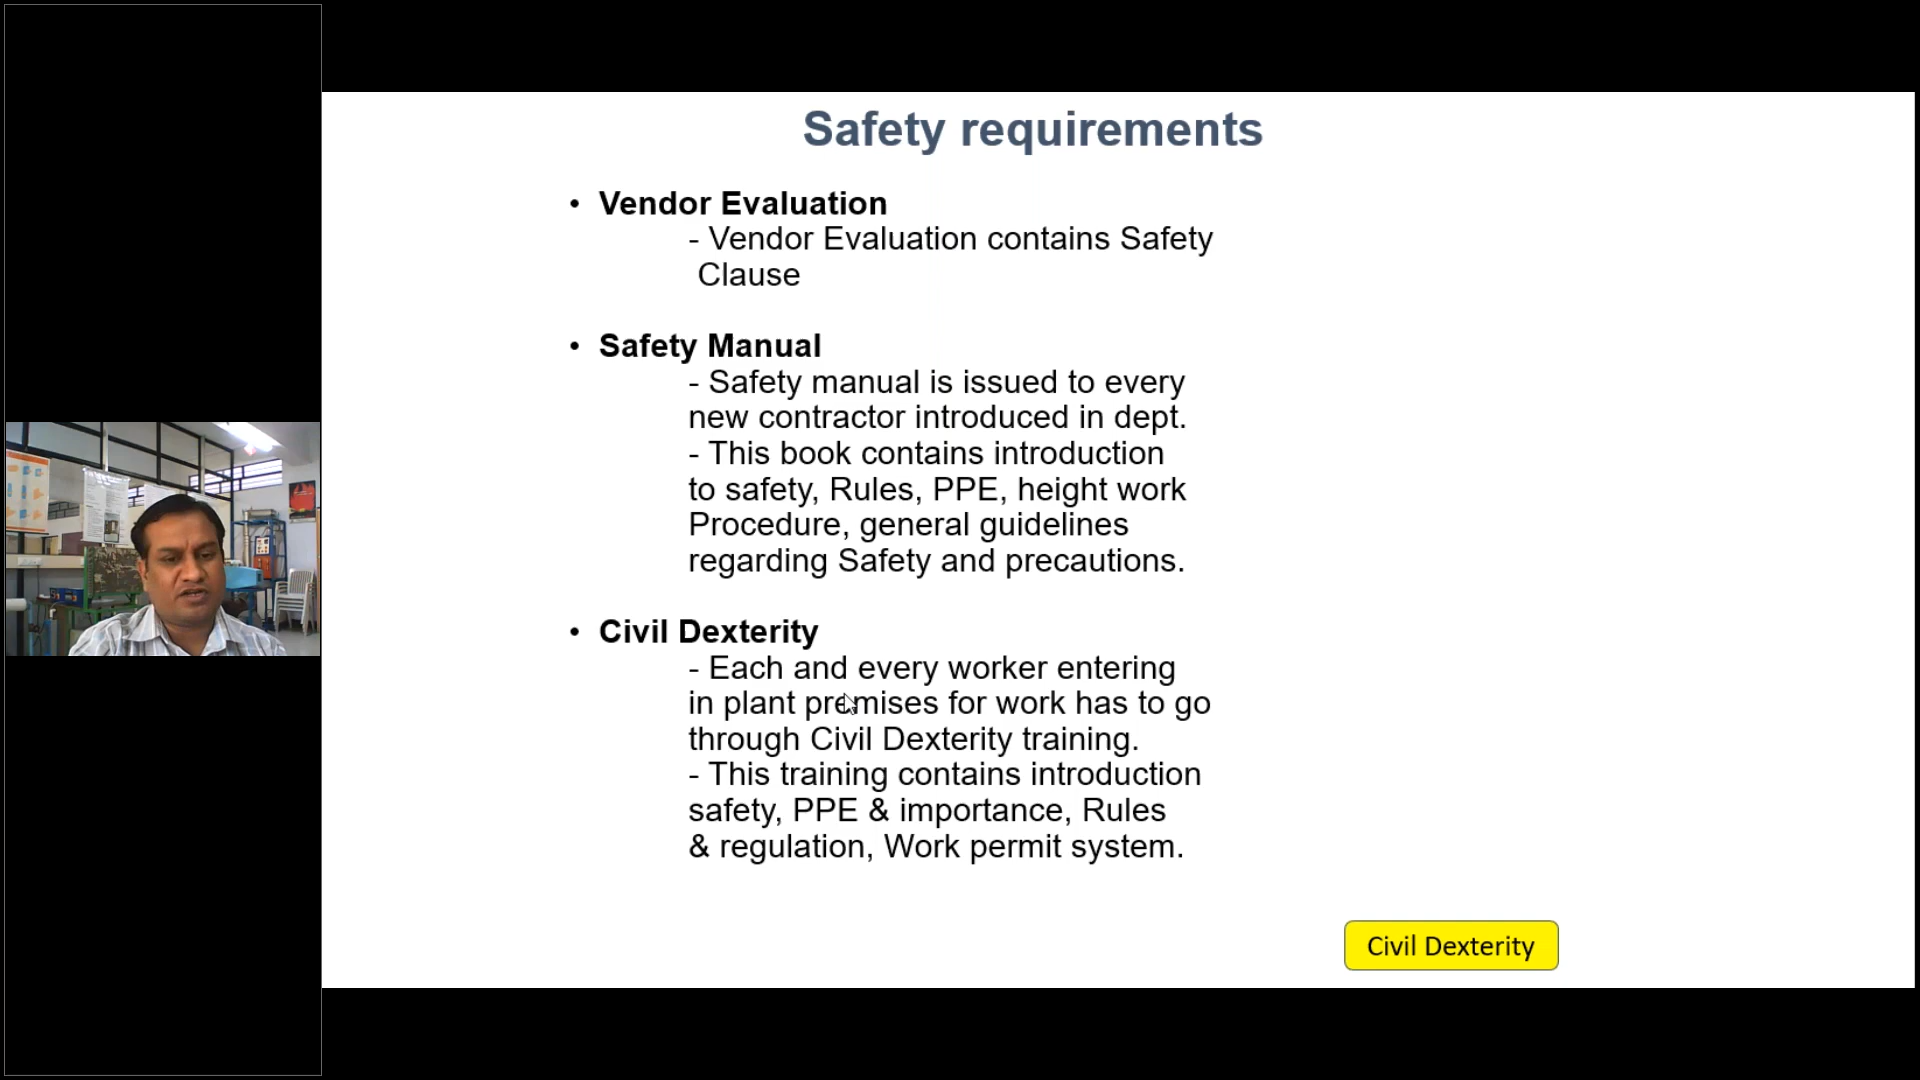 Safety requirements
• Vendor Evaluation
- Vendor Evaluation contains Safety
Clause
• Safety Manual
- Safety manual is issued to every
new contractor introduced in dept.
- This book contains introduction
to safety, Rules, PPE, height work
Procedure, general guidelines
regarding Safety and precautions.
• Civil Dexterity
- Each and every worker entering
in plant premises for work has to go
through Civil Dexterity training.
- This training contains introduction
safety, PPE & importance, Rules
& regulation, Work permit system.
Civil Dexterity